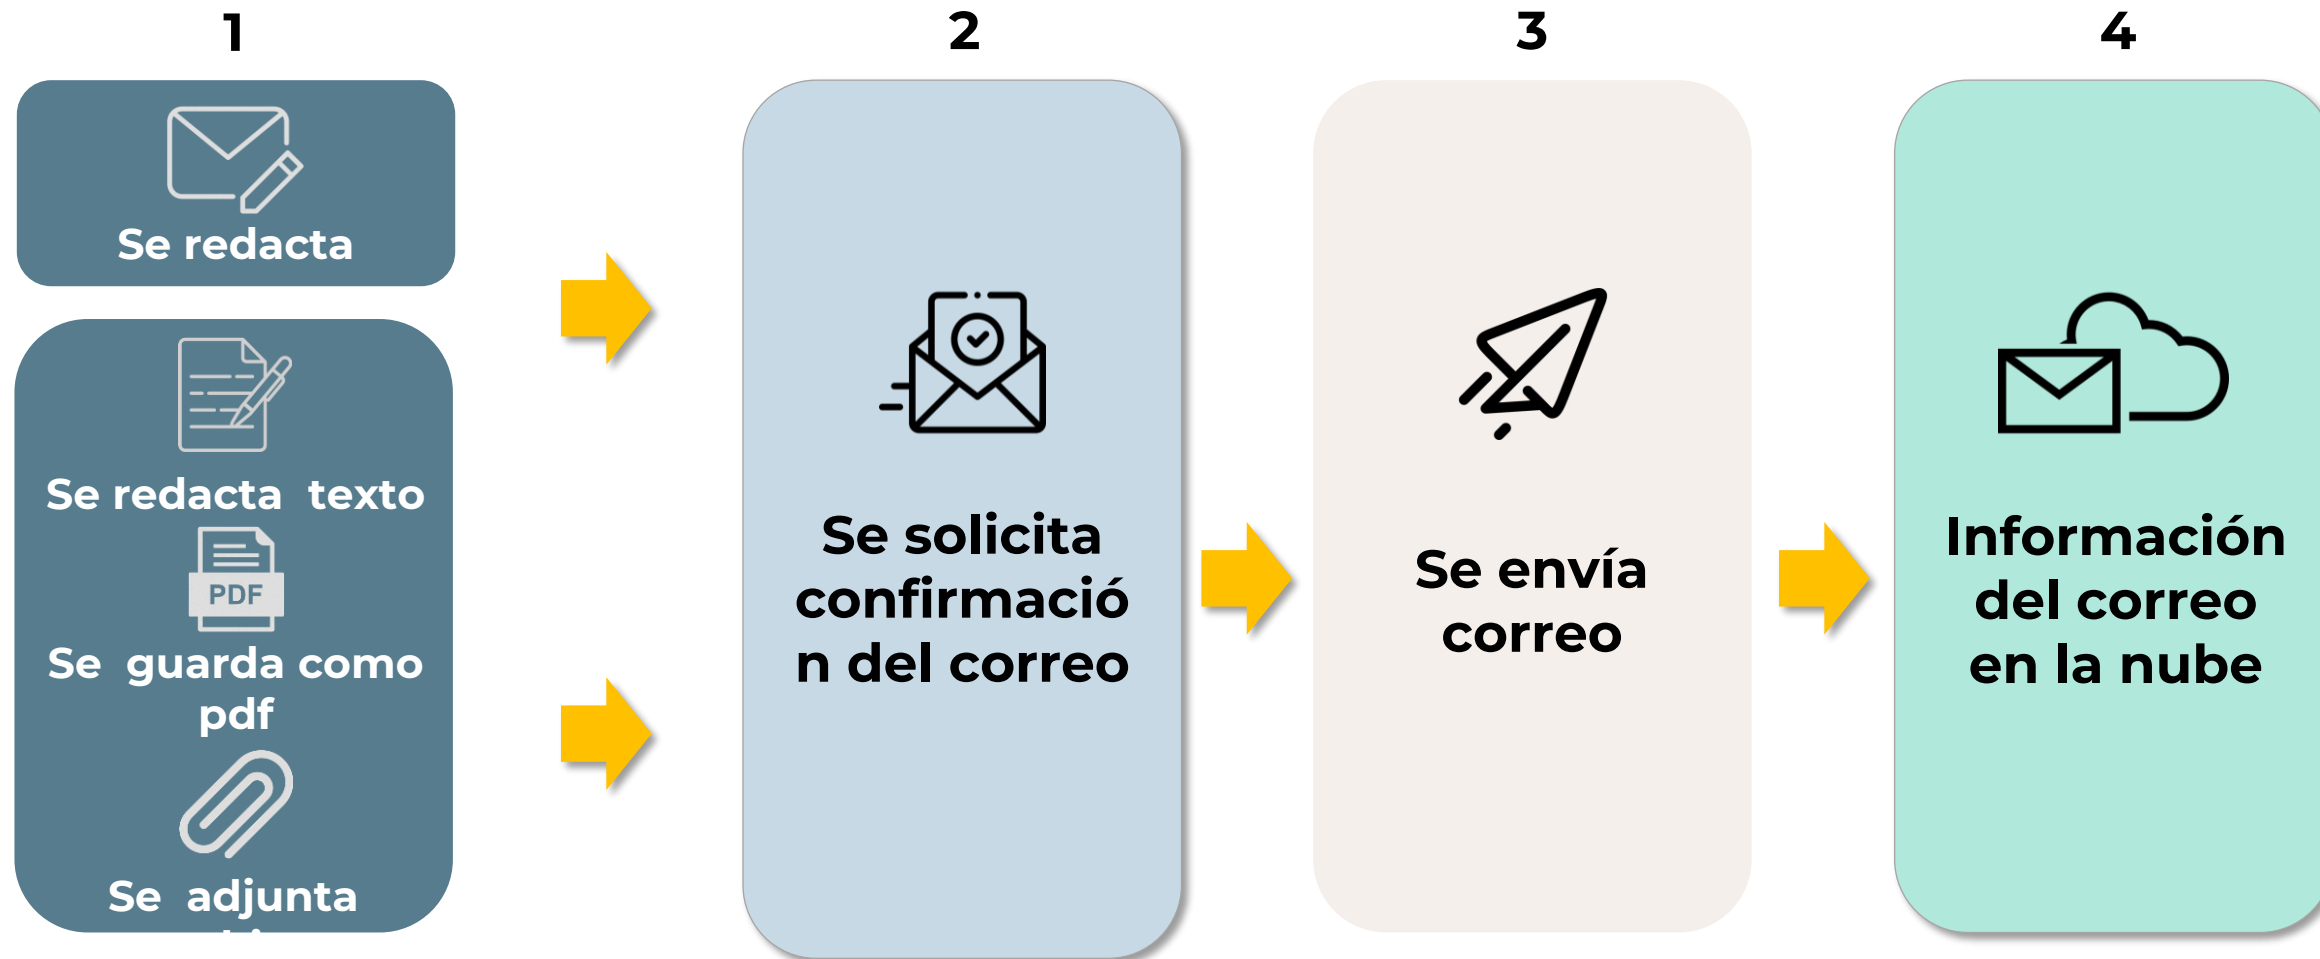 1
Se redacta
Se redacta texto
PDF
Se guarda como
pdf
Se adjunta
2
Se solicita
confirmació
n del correo
3
Se envía
correo
4
Información
del correo
en la nube